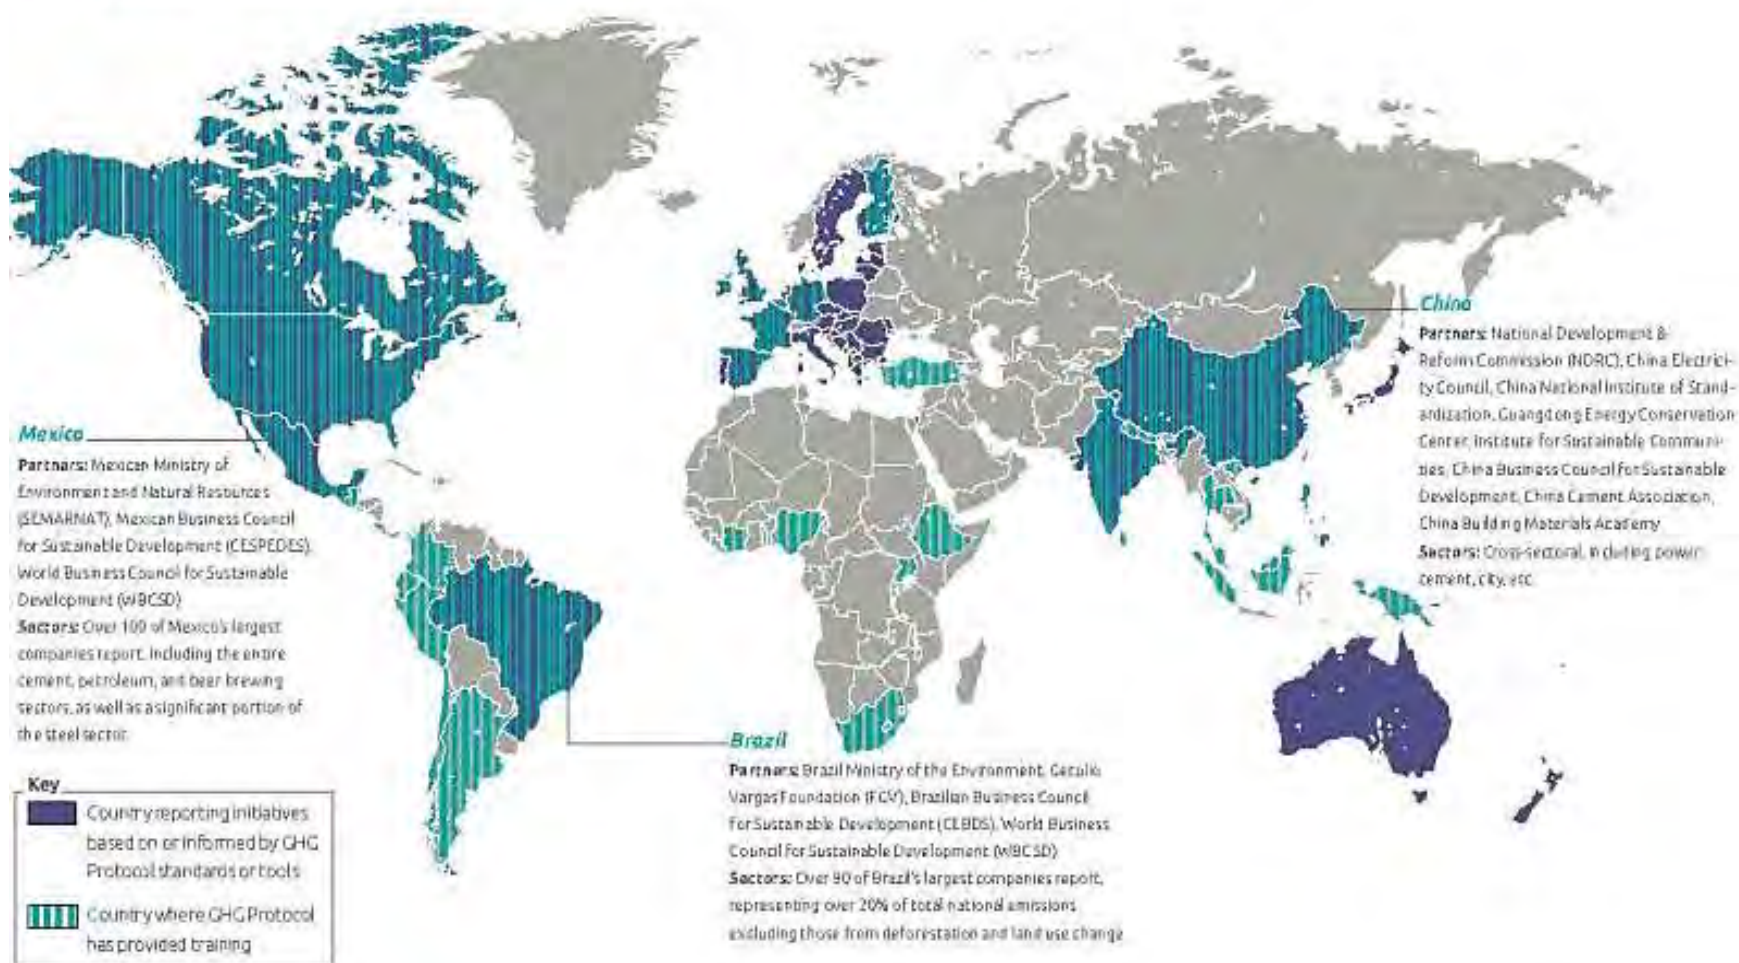 Mexico
Partners: Mexican Ministry of
Environment and Natural Resources
(SEMARNAT), Mexican Business Council
for Sustainable Development (CESPEDES),
World Business Council for Sustainable
Development (WBCSD)
Sectors: Over 100 of Mexico's largest
companies report, including the entire
cement, petroleum, and beer brewing
sectors, as well as a significant portion of
the steel sector.
Key
Country reporting initiatives
based on or informed by GHG
Protocol standards or tools
Country where GHG Protocol
has provided training
Brazil
Partners: Brazil Ministry of the Environment, Getulio
Vargas Foundation (FGV), Brazilian Business Council
for Sustainable Development (CEBDS), World Business
Council for Sustainable Development (WBCSD)
Sectors: Over 90 of Brazil's largest companies report,
representing over 20% of total national emissions
excluding those from deforestation and land use change
China
Partners: National Development &
Reform Commission (NDRC), China Electrici-
ty Council, China National Institute of Stand-
ardization, Guangdong Energy Conservation
Center, Institute for Sustainable Communi-
ties, China Business Council for Sustainable
Development, China Cement Association,
China Building Materials Academy
Sectors: Cross-sectoral, including power,
cement, city, etc.